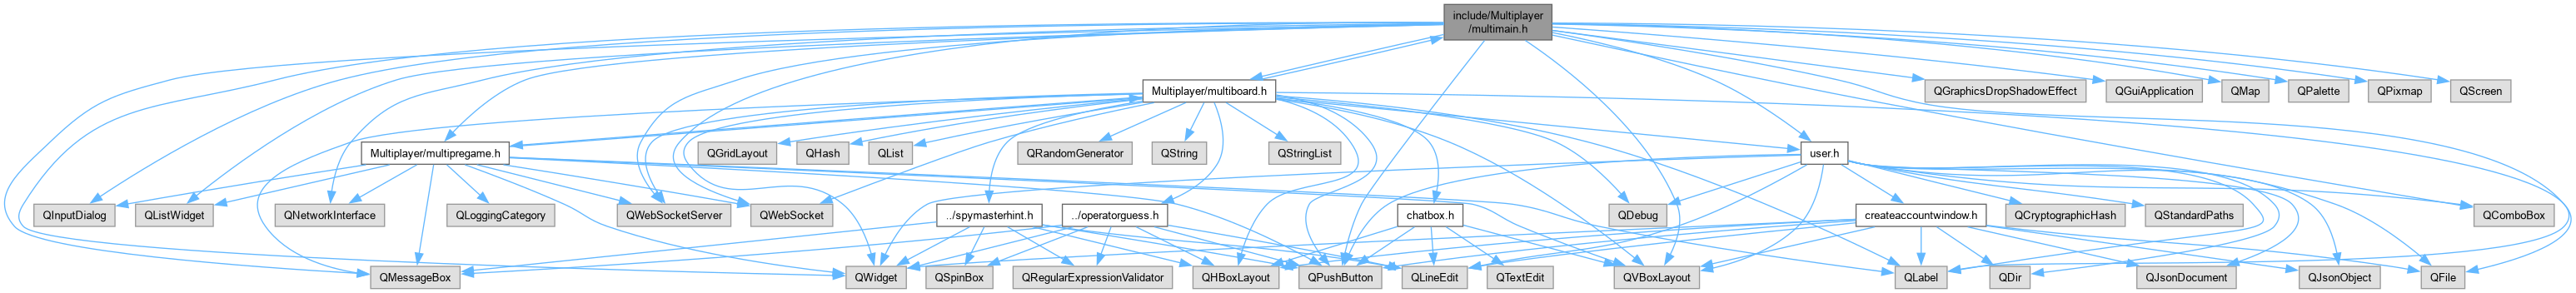 include/Multiplayer
/multimain.h
Multiplayer/multiboard.h
QGraphicsDropShadowEffect
QGuiApplication
QMap
QPalette
QPixmap
QScreen
Multiplayer/multipregame.h
QGridLayout
QHash
QList
QRandomGenerator
QString
QStringList
user.h
QInputDialog
QListWidget
QNetworkInterface
QLoggingCategory
QWebSocketServer
QWebSocket
../spymasterhint.h
../operatorguess.h
chatbox.h
QDebug
createaccountwindow.h
QCryptographicHash
QStandardPaths
QComboBox
QMessageBox
QWidget
QSpinBox
QRegularExpressionValidator
QHBoxLayout
QPushButton
QLineEdit
QTextEdit
QVBoxLayout
QLabel
QDir
QJsonDocument
QJsonObject
QFile